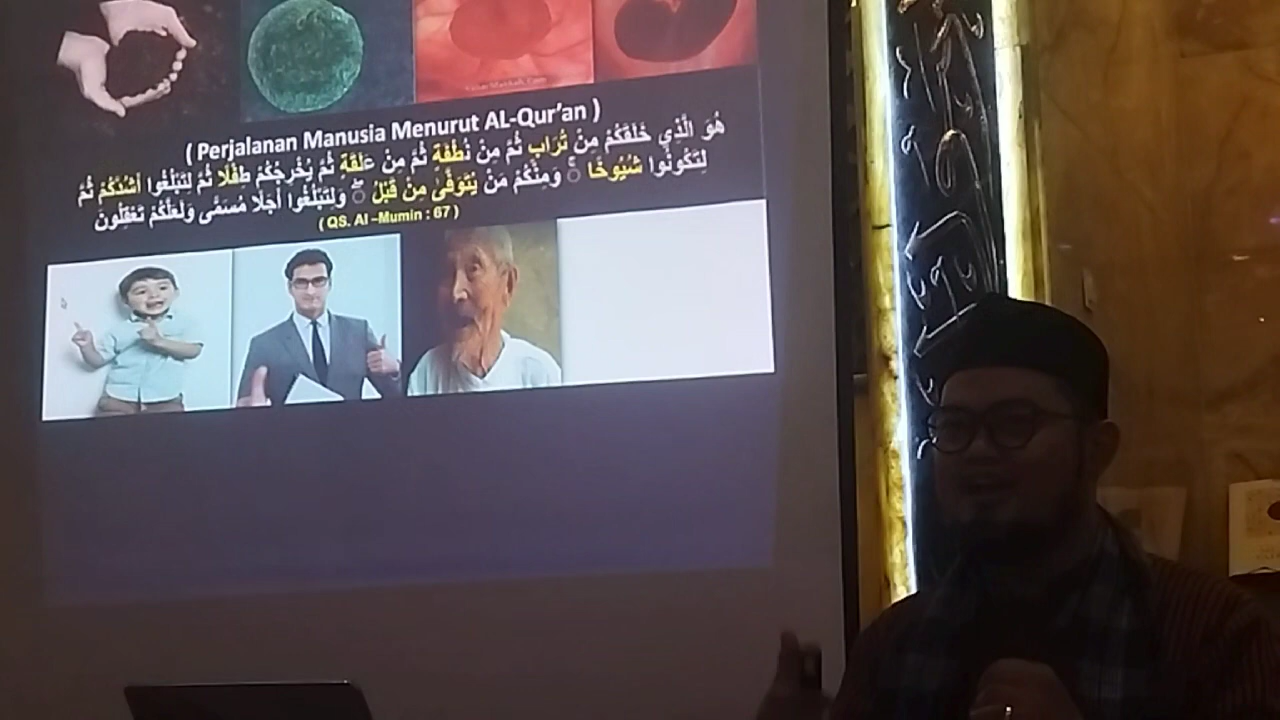 ( Perjalanan Manusia Menurut AL-Qur'an )
هُوَ الَّذِي خَلَقَكُمْ مِنْ تُرَابٍ ثُمَّ مِنْ نُطْفَةٍ ثُمَّ مِنْ عَلَقَةٍ ثُمَّ يُخْرِجُكُمْ طِفْلًا ثُمَّ لِتَبْلُغُوا أَشُدَّكُمْ ثُمَّ
لِتَكُونُوا شُيُوخًا ۚ وَمِنْكُمْ مَنْ يُتَوَفَّىٰ مِنْ قَبْلُ ۖ وَلِتَبْلُغُوا أَجَلًا مُسَمًّى وَلَعَلَّكُمْ تَعْقِلُونَ
( QS. Al –Mumin : 67 )